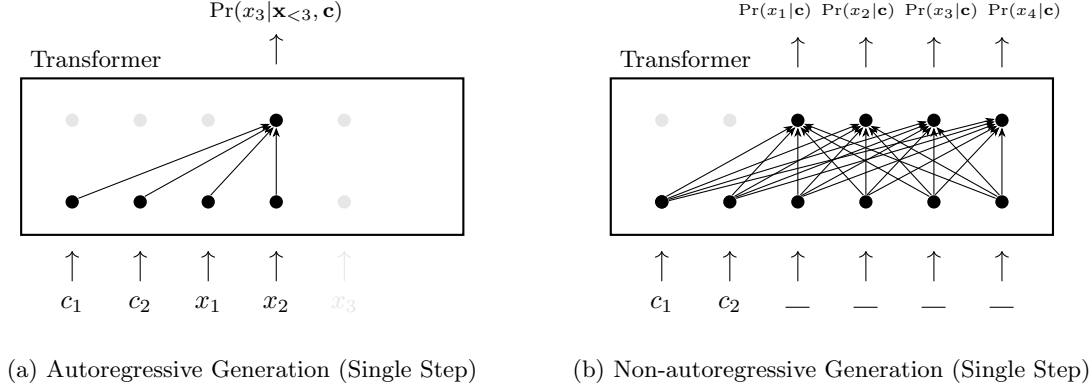 Pr(x₃|x<₃, c)
Transformer
c₁ c₂ x₁ x₂ x₃
(a) Autoregressive Generation (Single Step)
Pr(x₁|c) Pr(x₂|c) Pr(x₃|c) Pr(x₄|c)
Transformer
c₁ c₂ — — — —
(b) Non-autoregressive Generation (Single Step)